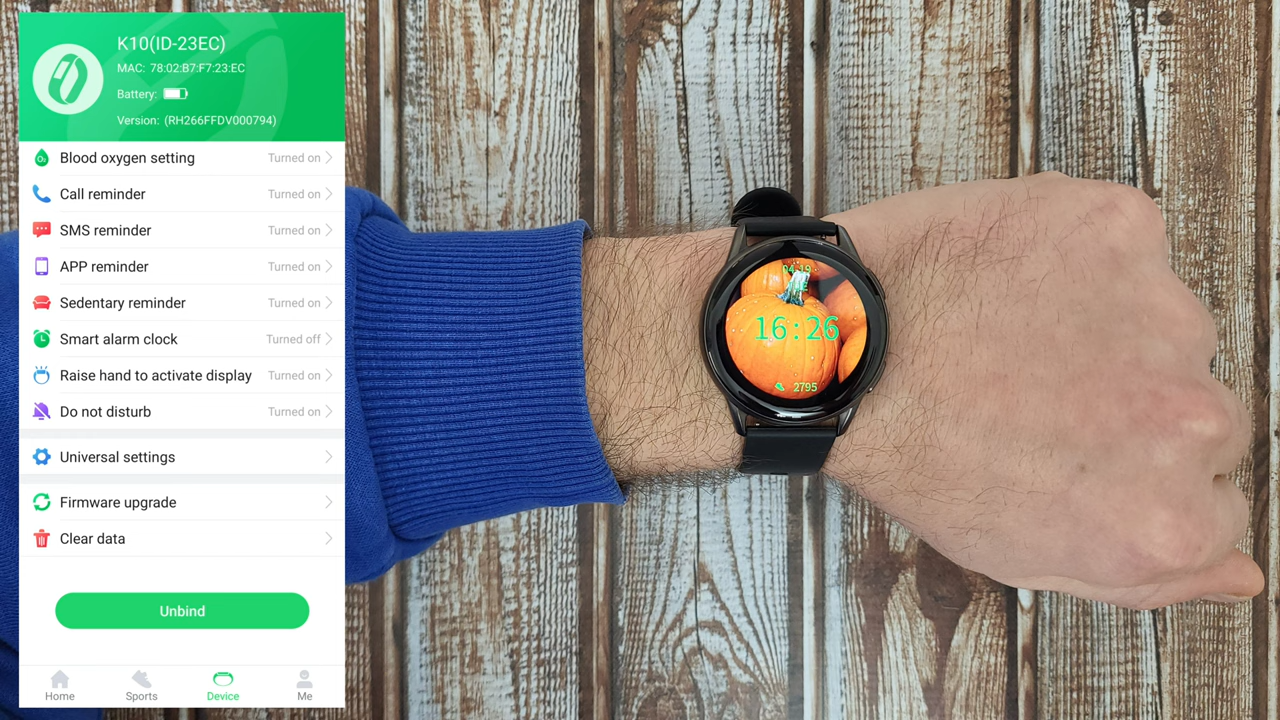 K10(ID-23EC)
MAC: 78:02:B7:F7:23:EC
Battery:
Version: (RH266FFDV000794)
Blood oxygen setting Turned on
Call reminder Turned on
SMS reminder Turned on
APP reminder Turned on
Sedentary reminder Turned on
Smart alarm clock Turned off
Raise hand to activate display Turned on
Do not disturb Turned on
Universal settings
Firmware upgrade
Clear data
Unbind
Home Sports Device Me
04-19
16:26
2795